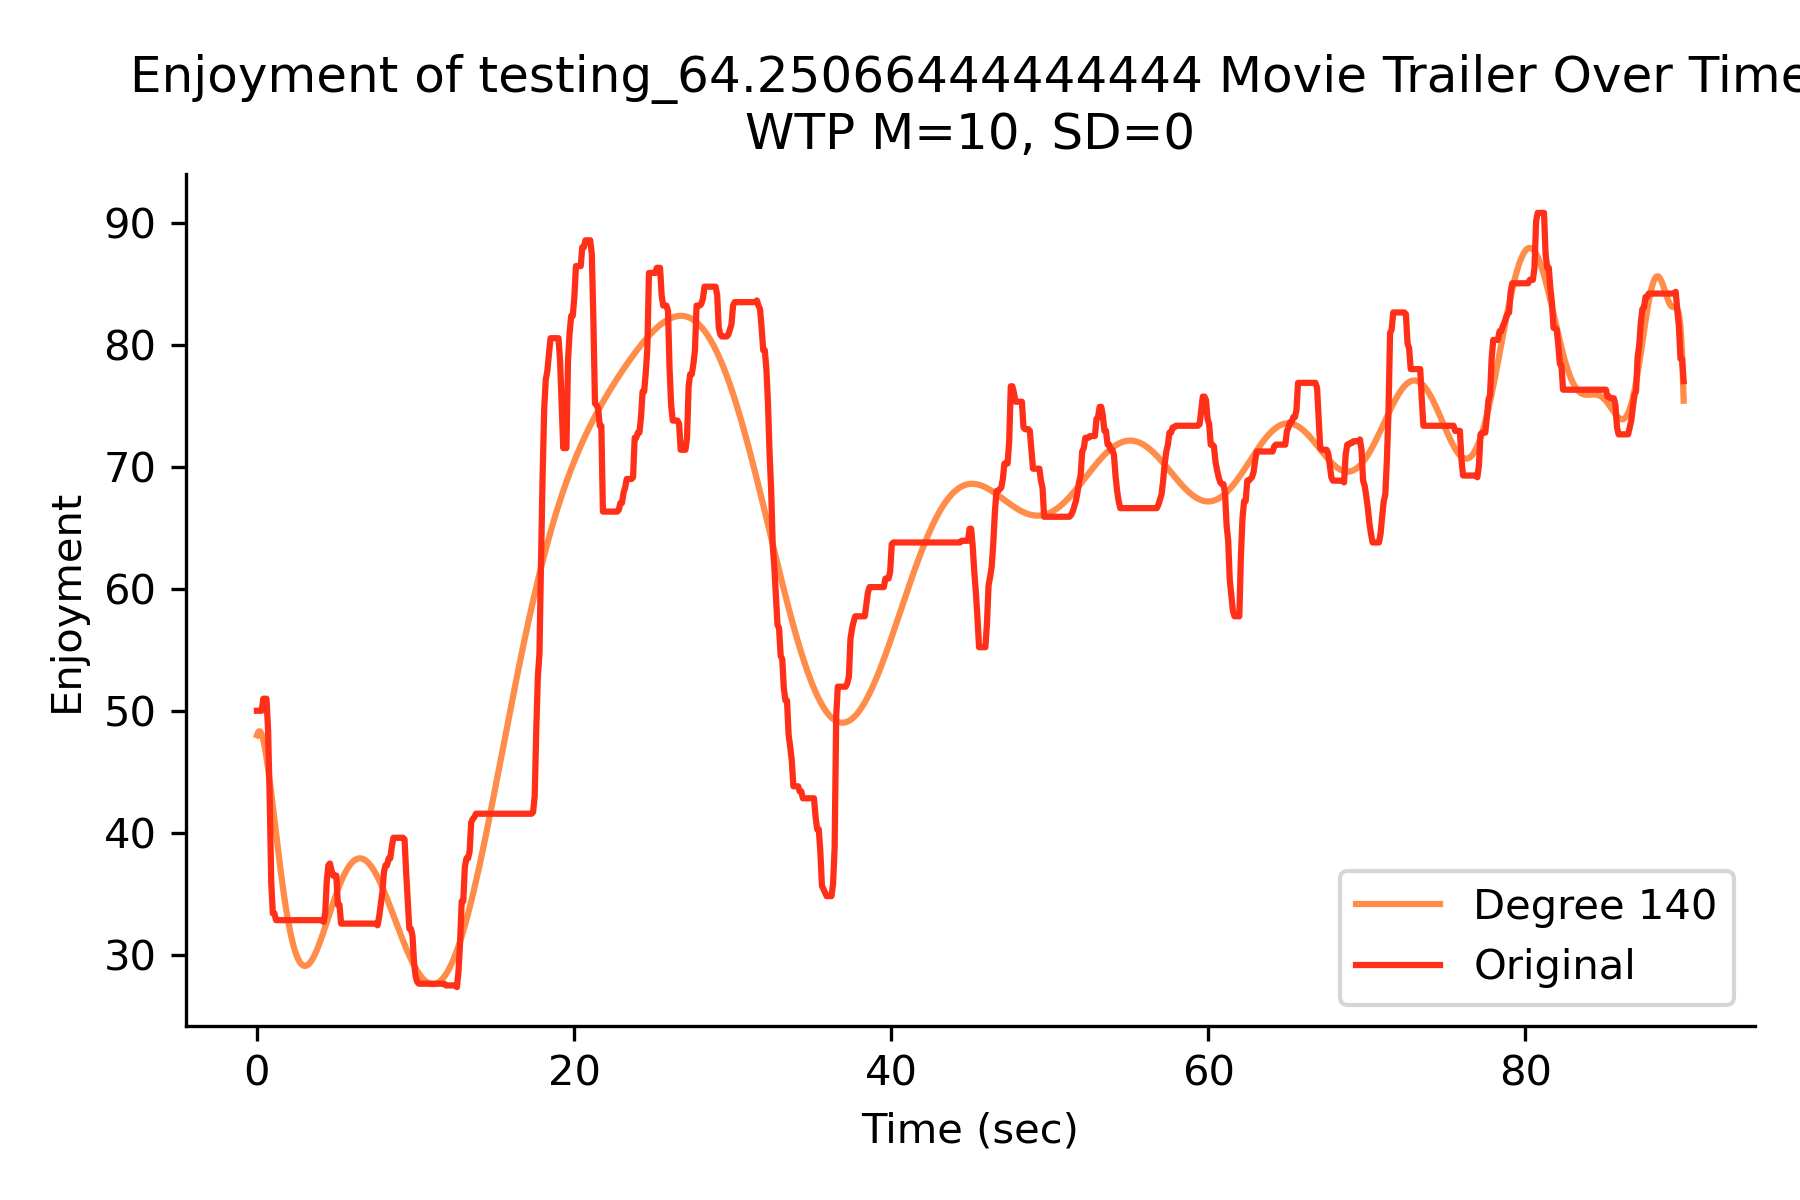 Enjoyment of testing_64.25066444444444 Movie Trailer Over Time
WTP M=10, SD=0
90
80
70
60
50
40
30
Enjoyment
Degree 140
Original
0 20 40 60 80
Time (sec)